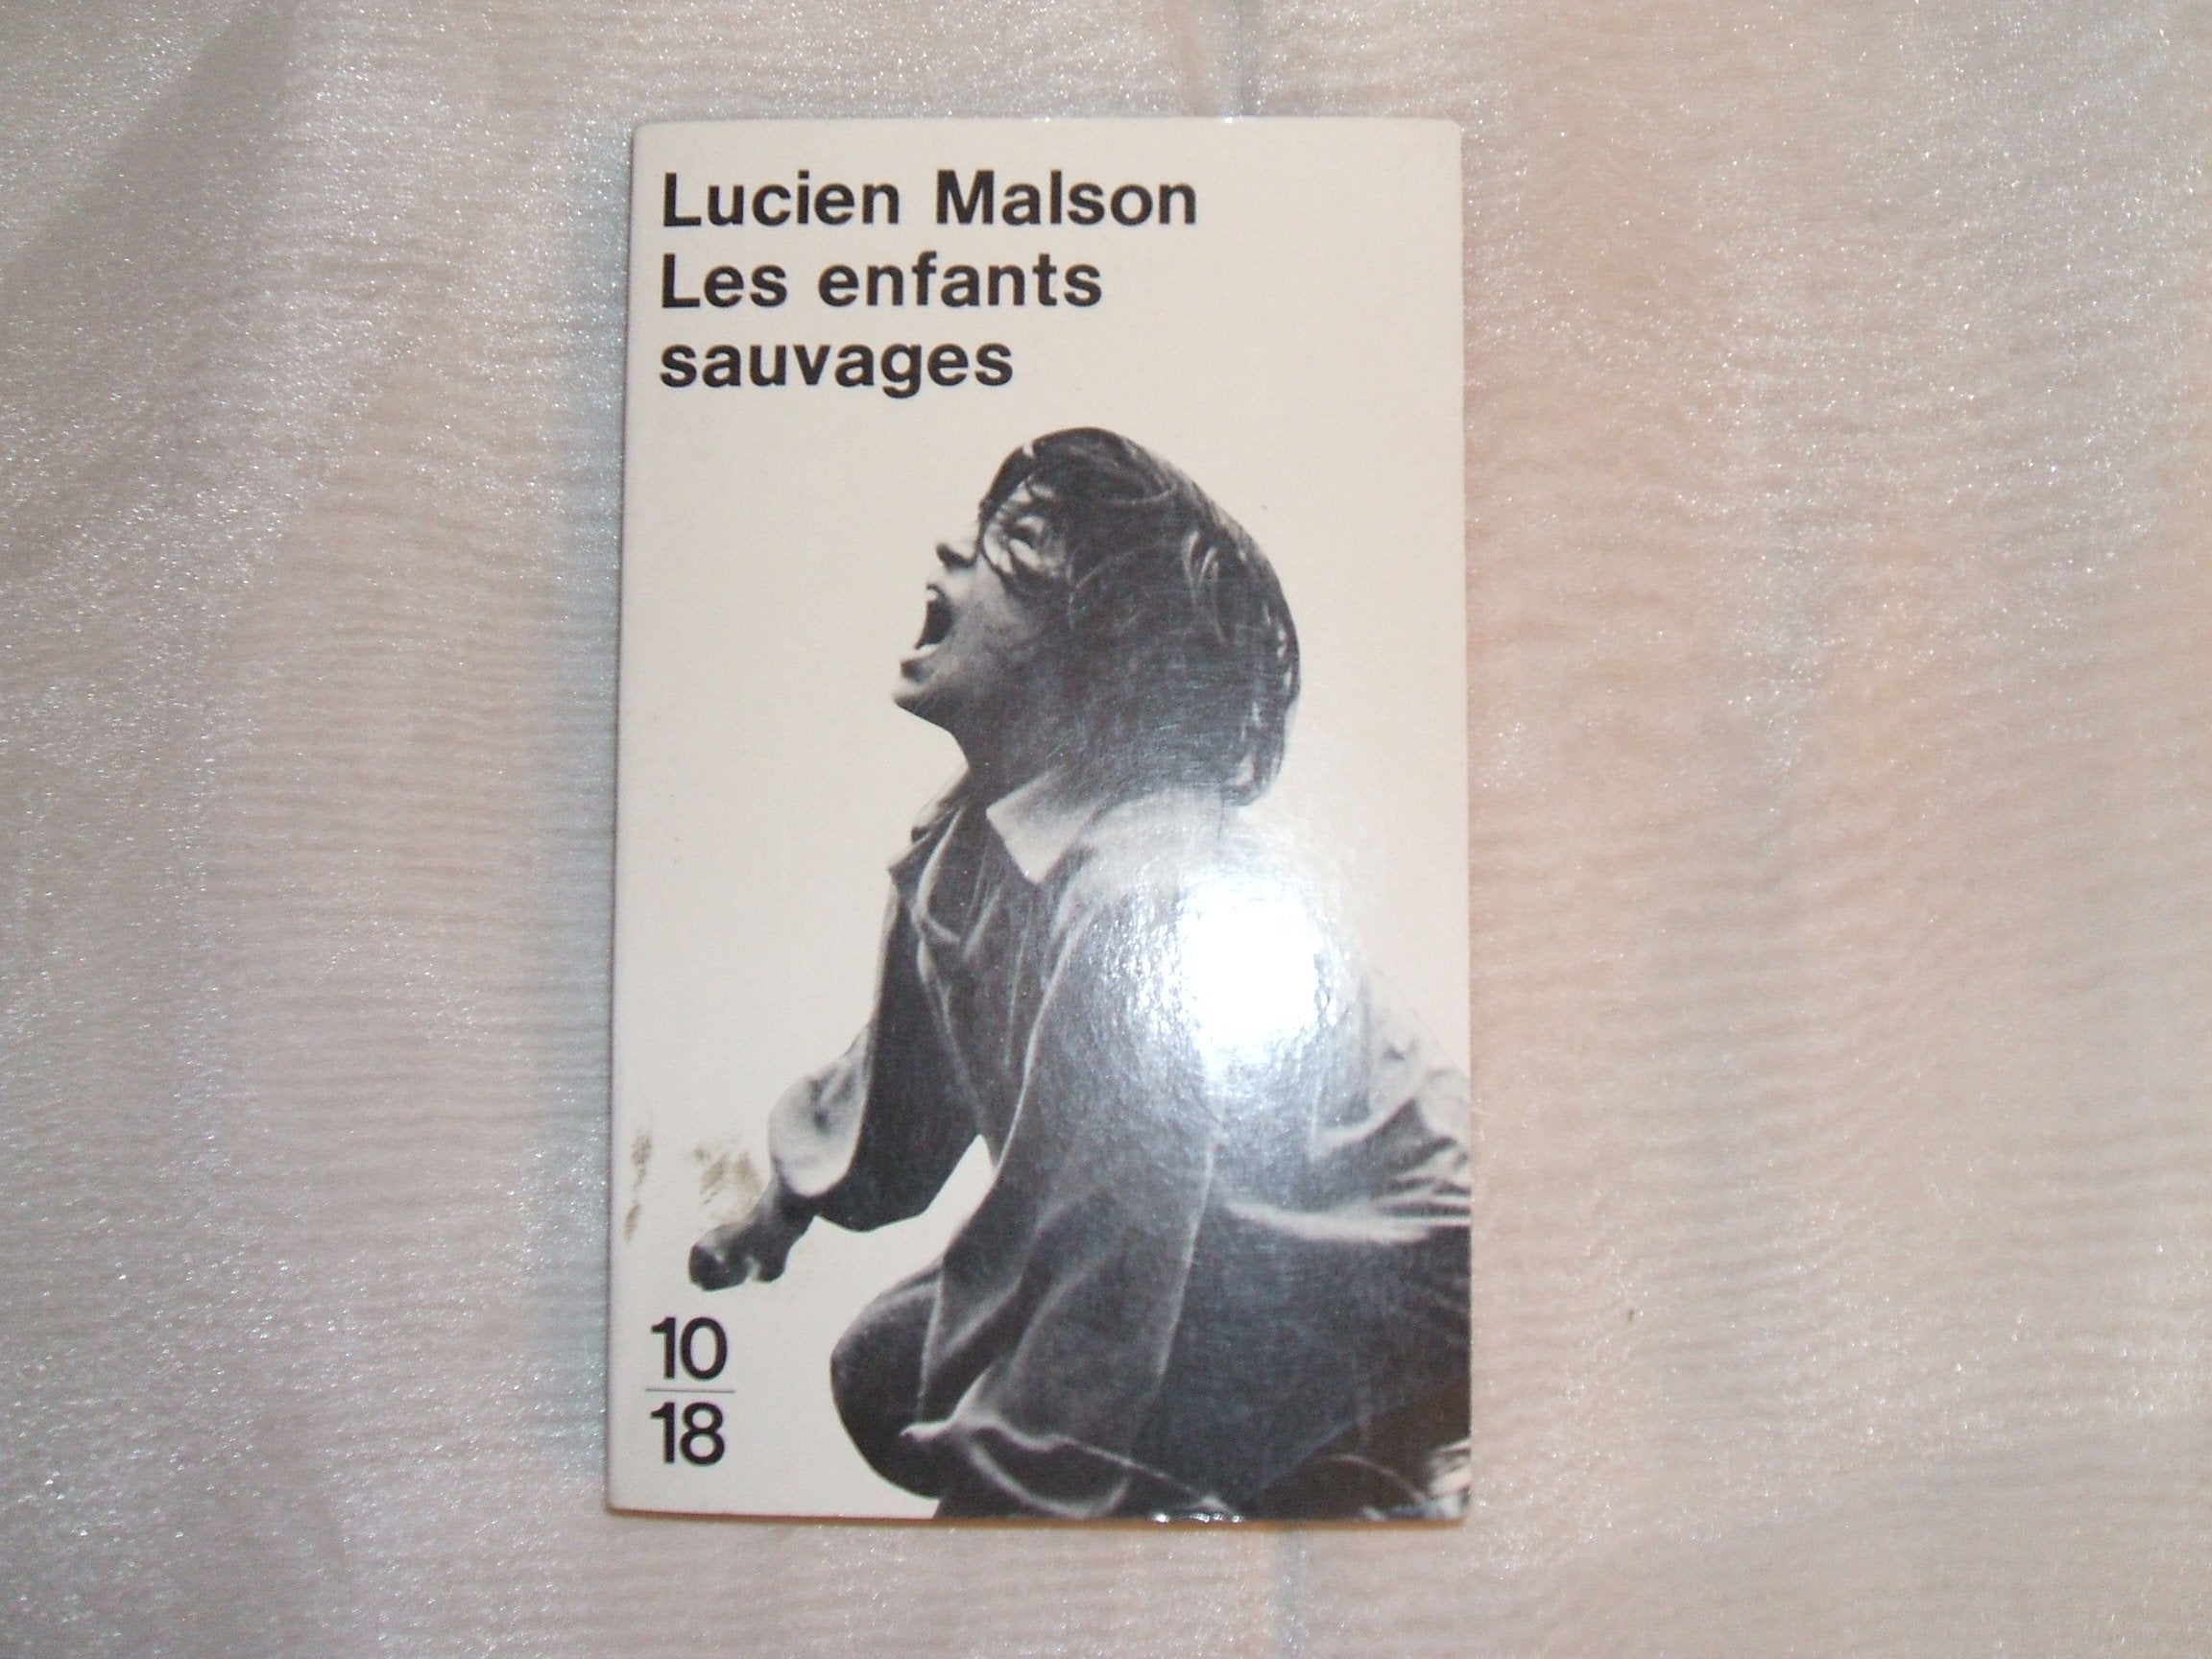 Lucien Malson
Les enfants
sauvages
10
18